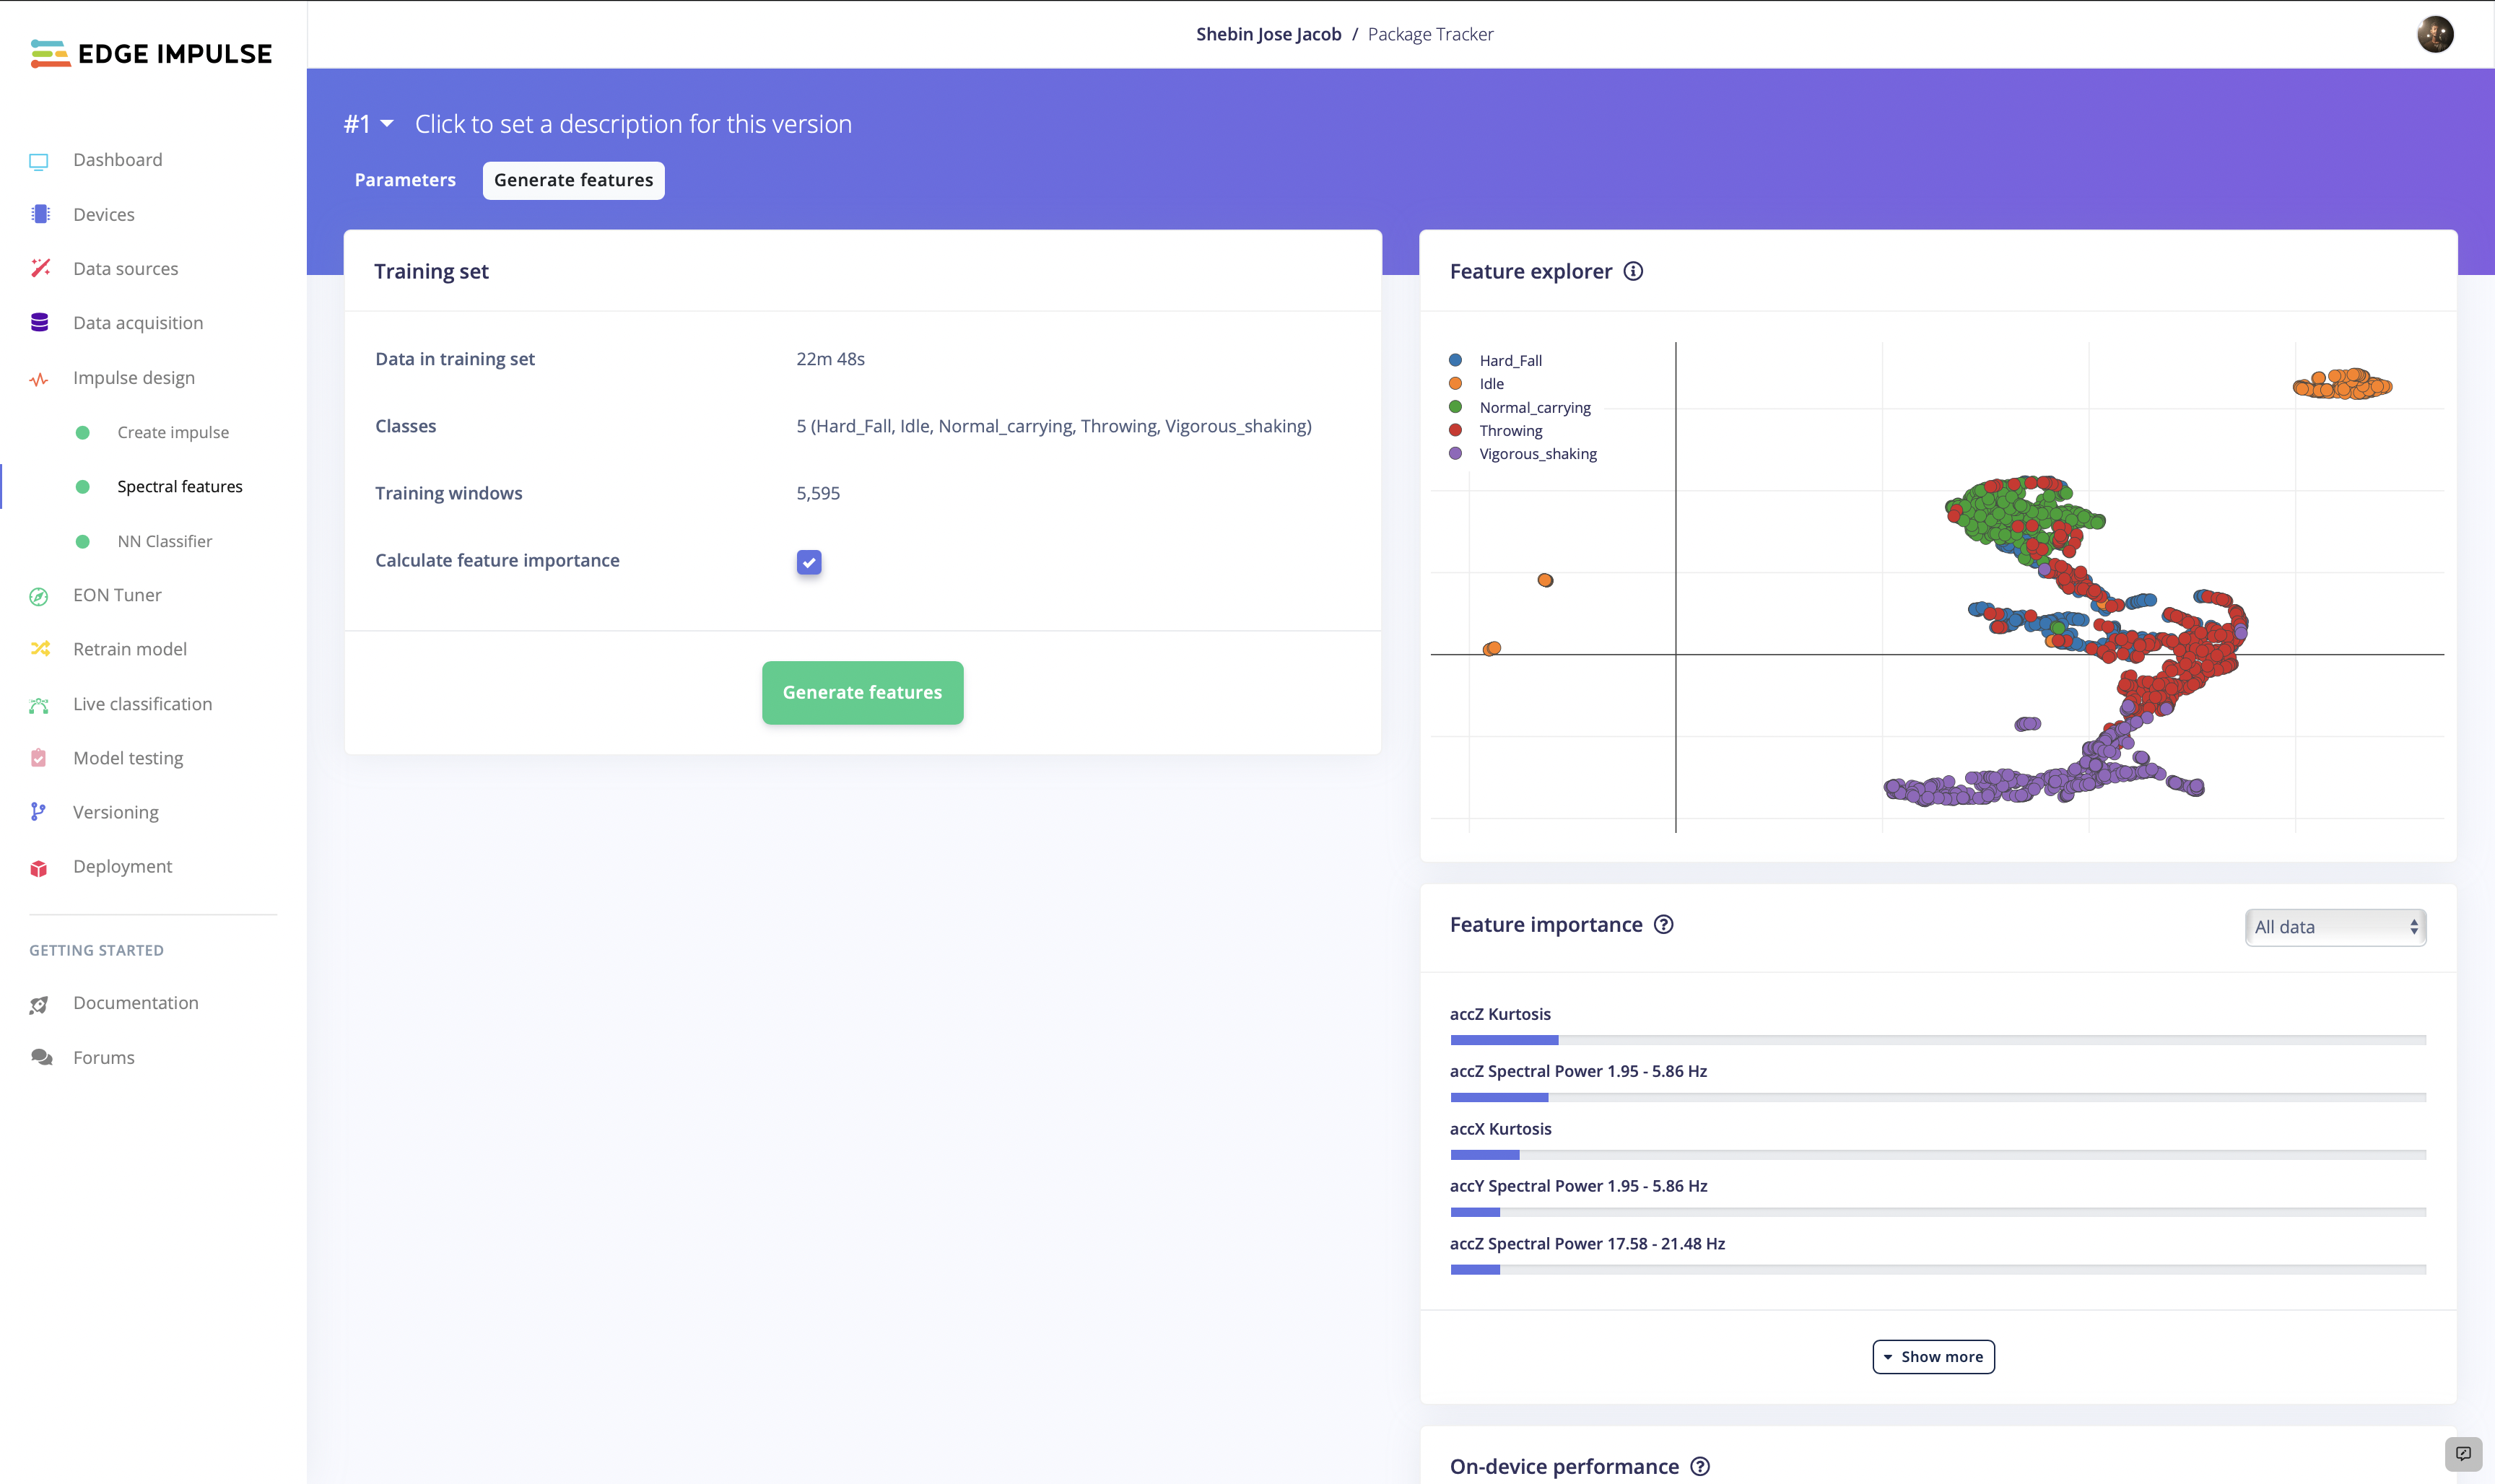 EDGE IMPULSE
Shebin Jose Jacob / Package Tracker
Dashboard
Devices
Data sources
Data acquisition
Impulse design
Create impulse
Spectral features
NN Classifier
EON Tuner
Retrain model
Live classification
Model testing
Versioning
Deployment
GETTING STARTED
Documentation
Forums
#1 Click to set a description for this version
Parameters Generate features
Training set
Data in training set 22m 48s
Classes 5 (Hard_Fall, Idle, Normal_carrying, Throwing, Vigorous_shaking)
Training windows 5,595
Calculate feature importance
Generate features
Feature explorer
Hard_Fall
Idle
Normal_carrying
Throwing
Vigorous_shaking
Feature importance ?
All data
accZ Kurtosis
accZ Spectral Power 1.95 - 5.86 Hz
accX Kurtosis
accY Spectral Power 1.95 - 5.86 Hz
accZ Spectral Power 17.58 - 21.48 Hz
Show more
On-device performance ?